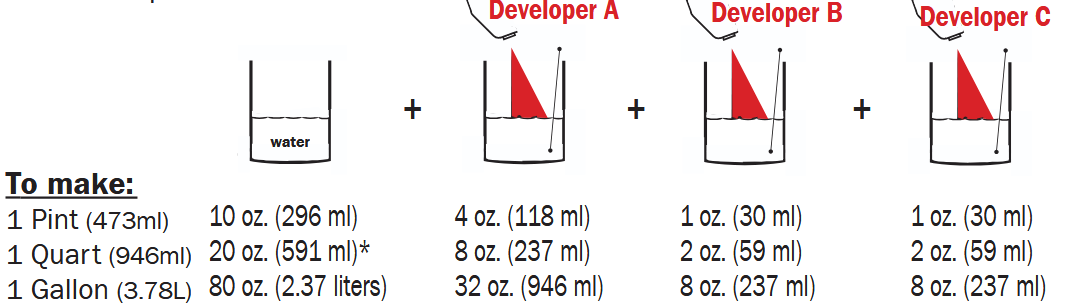 Developer A
Developer B
Developer C
+ + +
water
To make:
1 Pint (473ml) 10 oz. (296 ml) 4 oz. (118 ml) 1 oz. (30 ml) 1 oz. (30 ml)
1 Quart (946ml) 20 oz. (591 ml)* 8 oz. (237 ml) 2 oz. (59 ml) 2 oz. (59 ml)
1 Gallon (3.78L) 80 oz. (2.37 liters) 32 oz. (946 ml) 8 oz. (237 ml) 8 oz. (237 ml)